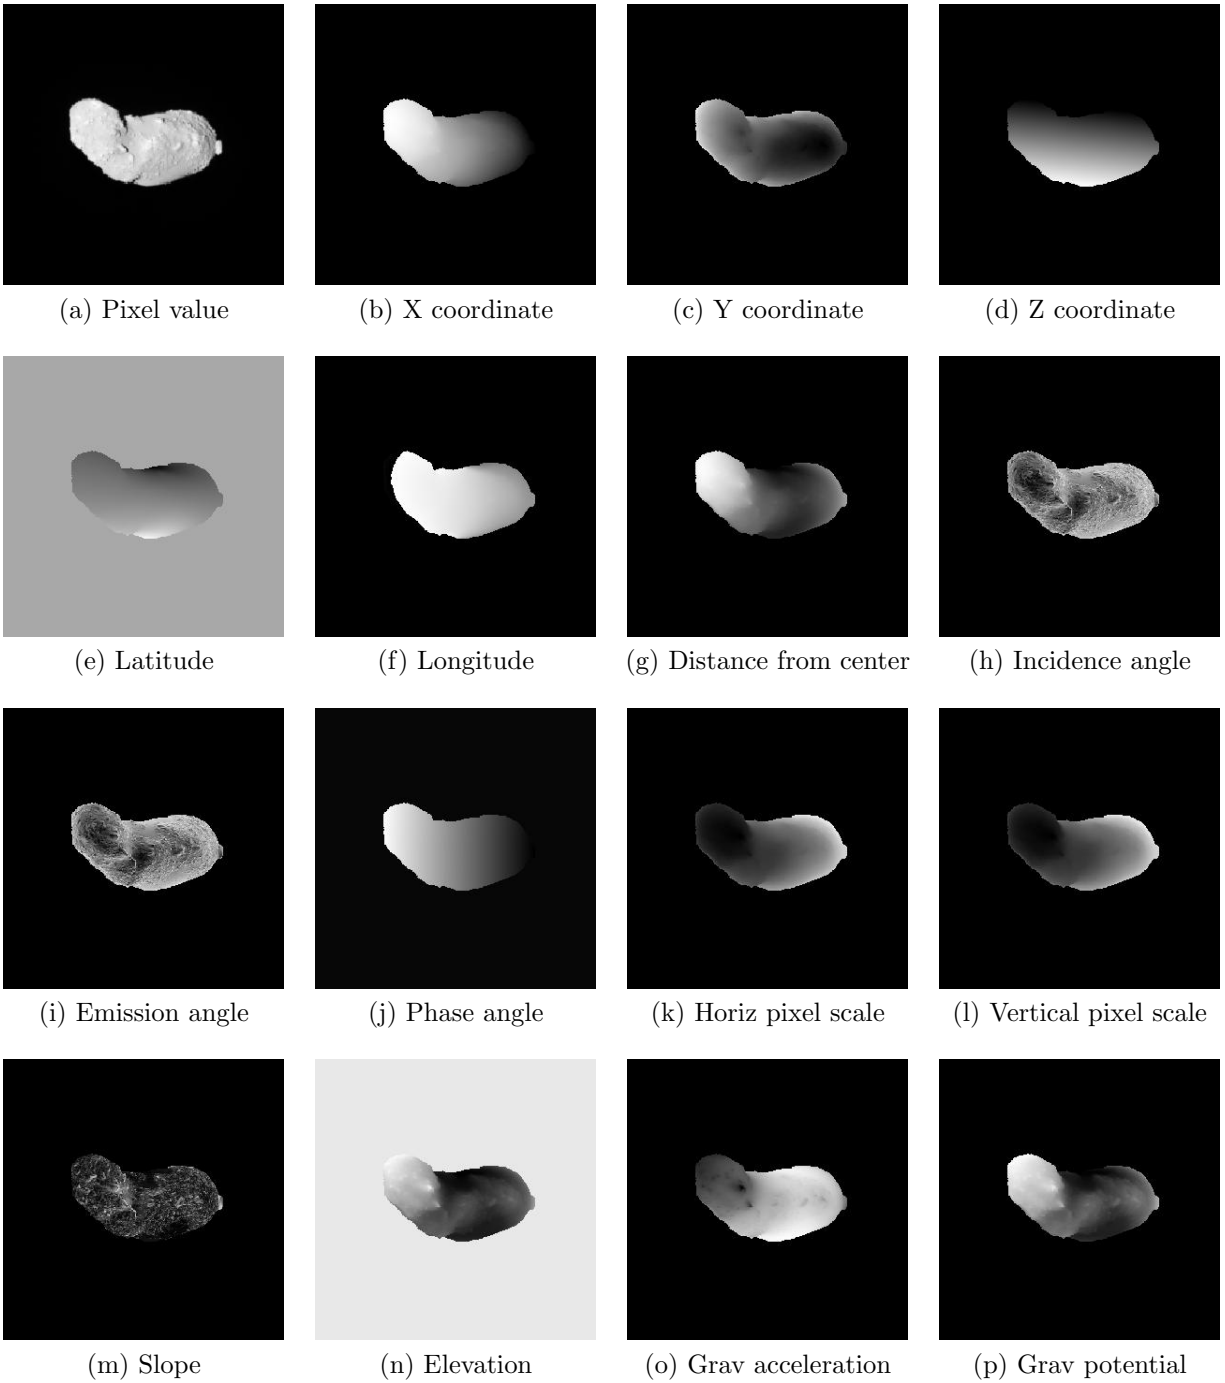 (a) Pixel value
(b) X coordinate
(c) Y coordinate
(d) Z coordinate
(e) Latitude
(f) Longitude
(g) Distance from center
(h) Incidence angle
(i) Emission angle
(j) Phase angle
(k) Horiz pixel scale
(l) Vertical pixel scale
(m) Slope
(n) Elevation
(o) Grav acceleration
(p) Grav potential